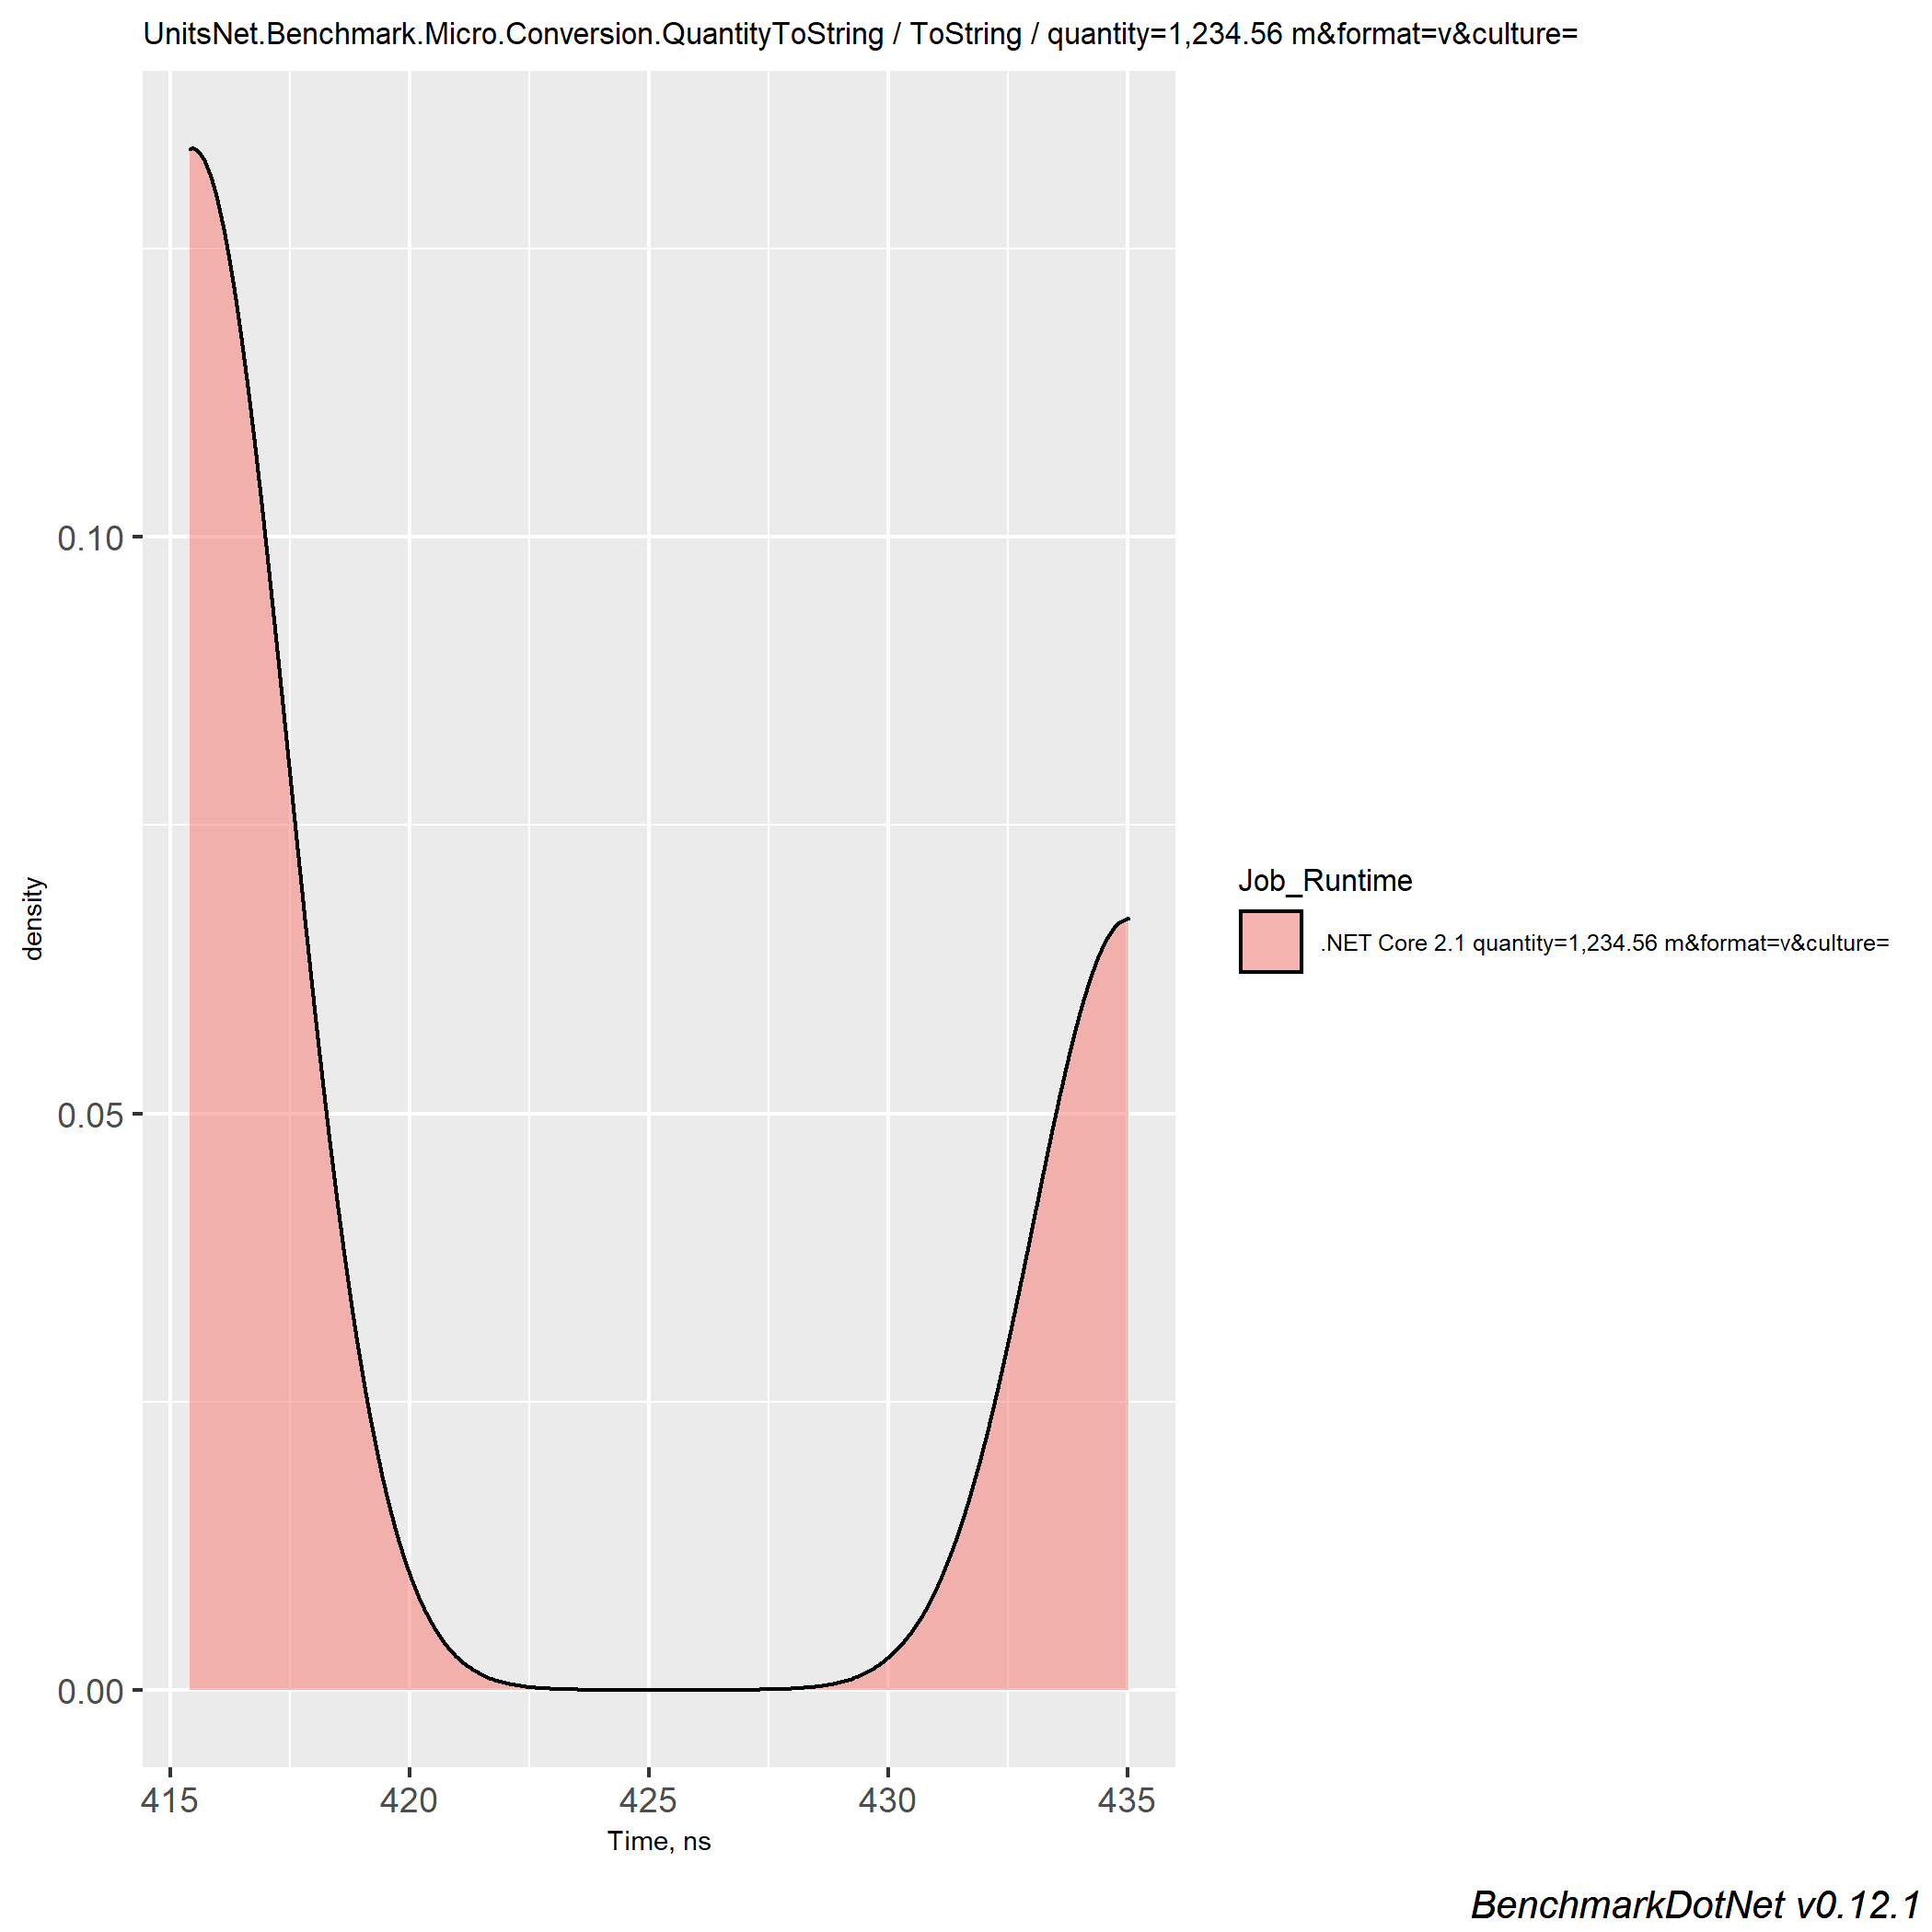 UnitsNet.Benchmark.Micro.Conversion.QuantityToString / ToString / quantity=1,234.56 m&format=v&culture=
0.10
0.05
0.00
density
415 420 425 430 435
Time, ns
Job_Runtime
.NET Core 2.1 quantity=1,234.56 m&format=v&culture=
BenchmarkDotNet v0.12.1